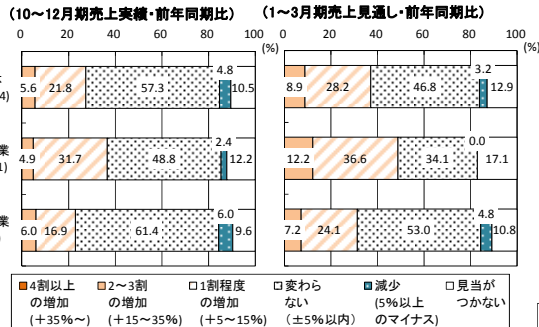 (10～12月期売上実績・前年同期比)
(1～3月期売上見通し・前年同期比)
0 20 40 60 80 100
(%)
0 20 40 60 80 100
(%)
4)
5.6 21.8 57.3 4.8 10.5
8.9 28.2 46.8 3.2 12.9
業
1)
4.9 31.7 48.8 2.4 12.2
12.2 36.6 34.1 0.0 17.1
業
6.0 16.9 61.4 6.0 9.6
7.2 24.1 53.0 4.8 10.8
4割以上
の増加
(+35%～)
2～3割
の増加
(+15～35%)
1割程度
の増加
(+5～15%)
変わら
ない
(±5%以内)
減少
(5%以上
のマイナス)
見当が
つかない